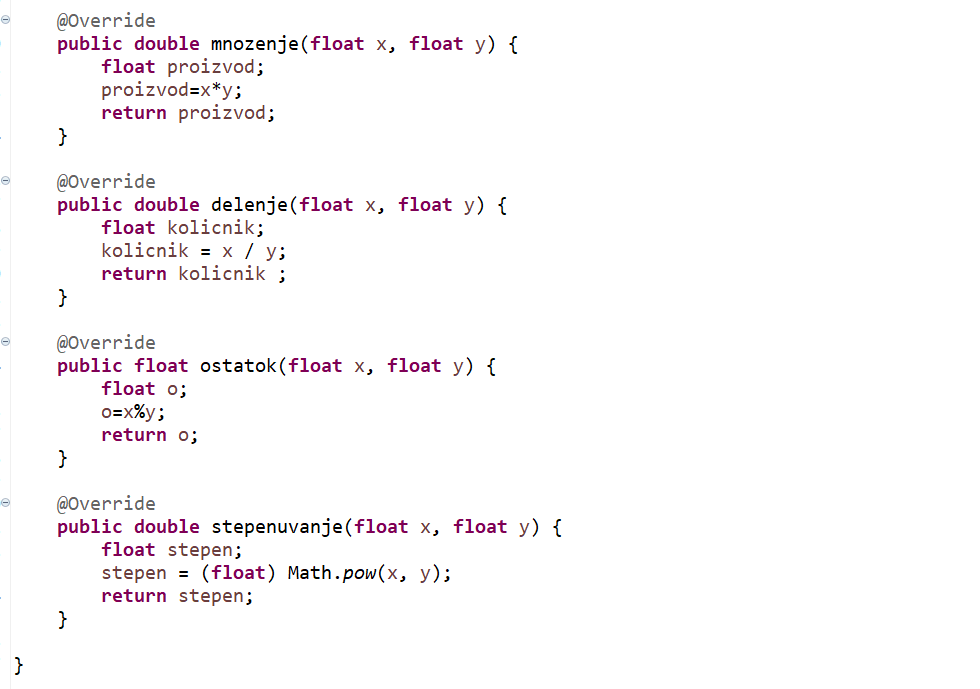 @Override
public double mnozenje(float x, float y) {
float proizvod;
proizvod=x*y;
return proizvod;
}
@Override
public double delenje(float x, float y) {
float kolicnik;
kolicnik = x / y;
return kolicnik ;
}
@Override
public float ostatok(float x, float y) {
float o;
o=x%y;
return o;
}
@Override
public double stepenuvanje(float x, float y) {
float stepen;
stepen = (float) Math.pow(x, y);
return stepen;
}
}